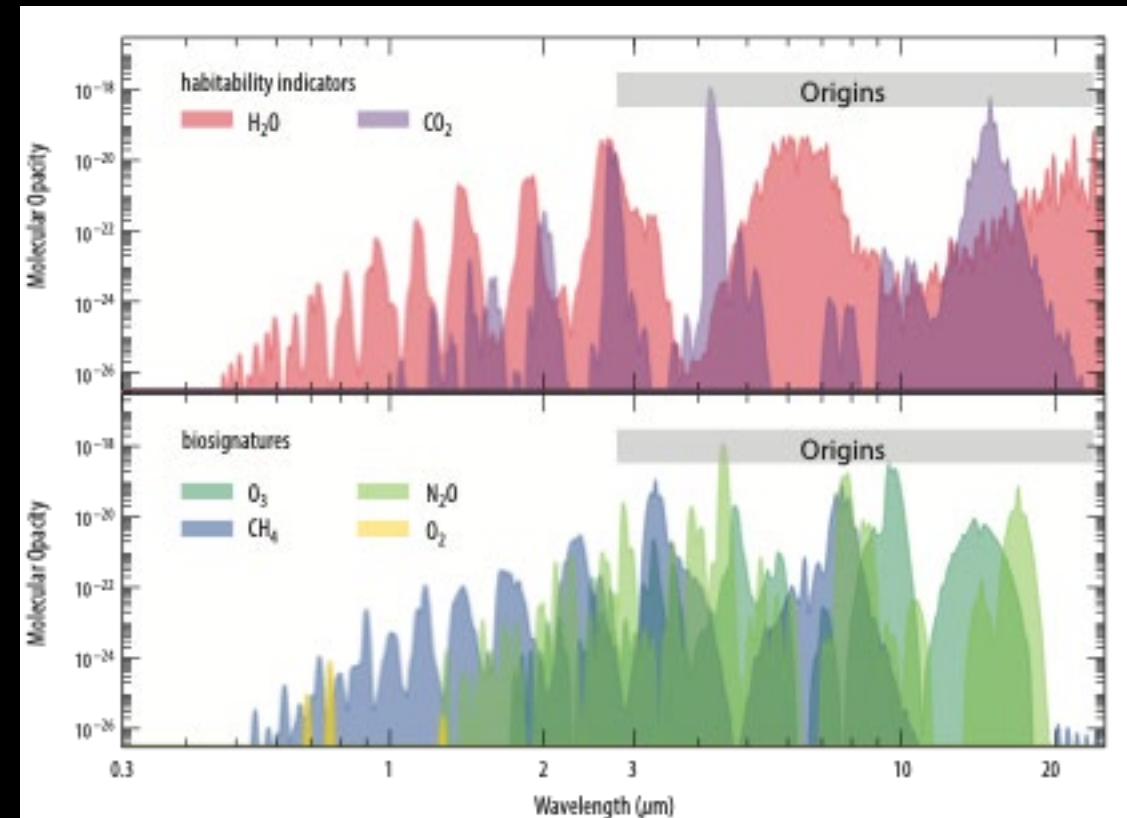 habitability indicators
Origins
H₂O
CO₂
10⁻¹⁸
10⁻²⁰
10⁻²²
10⁻²⁴
10⁻²⁶
Molecular Opacity
biosignatures
Origins
O₃
N₂O
CH₄
O₂
10⁻¹⁸
10⁻²⁰
10⁻²²
10⁻²⁴
10⁻²⁶
Molecular Opacity
0.3 1 2 3 10 20
Wavelength (μm)